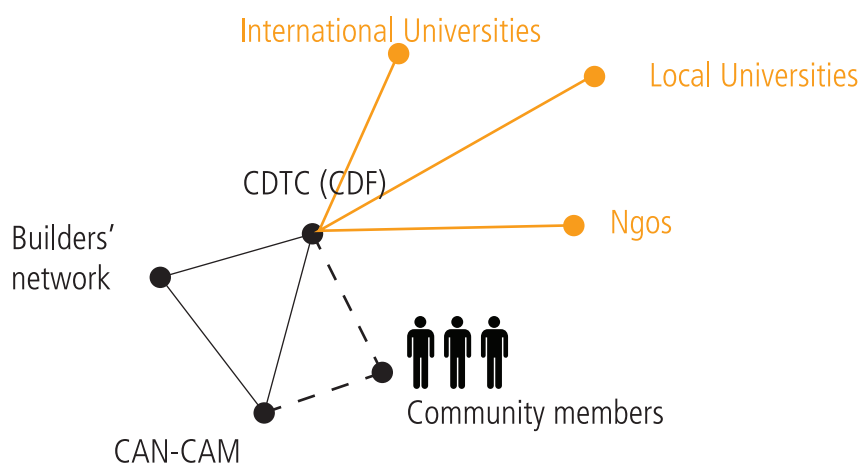 International Universities
Local Universities
CDTC (CDF)
Ngos
Builders’
network
Community members
CAN-CAM